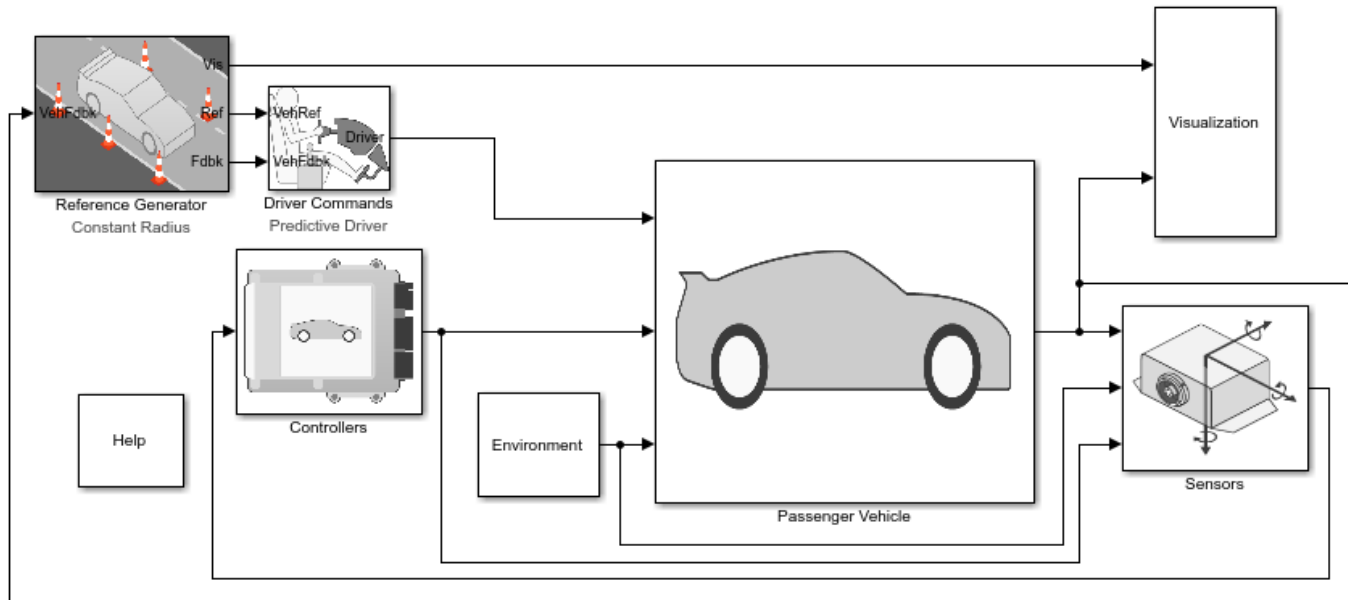 Vis
VehFdbk
Ref
Fdbk
Reference Generator
Constant Radius
VehRef
Driver
VehFdbk
Driver Commands
Predictive Driver
Visualization
Controllers
Help
Environment
Passenger Vehicle
Sensors